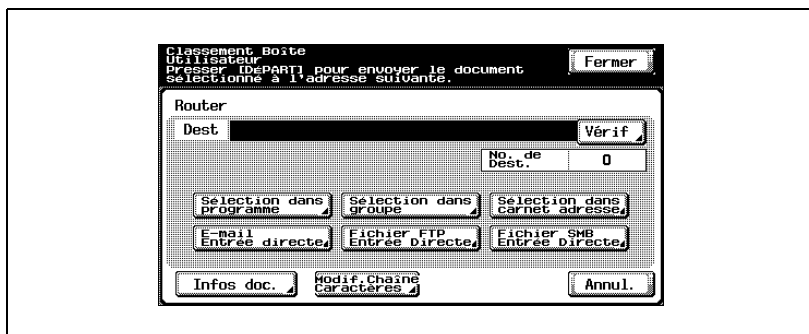 Classement Boîte
Utilisateur
Presser [DéPART] pour envoyer le document
sélectionné à l'adresse suivante.
Fermer
Router
Dest
Vérif
No. de
Dest.
0
Sélection dans
programme
Sélection dans
groupe
Sélection dans
carnet adresse
E-mail
Entrée directe
Fichier FTP
Entrée Directe
Fichier SMB
Entrée Directe
Infos doc.
Modif.Chaîne
Caractères
Annul.